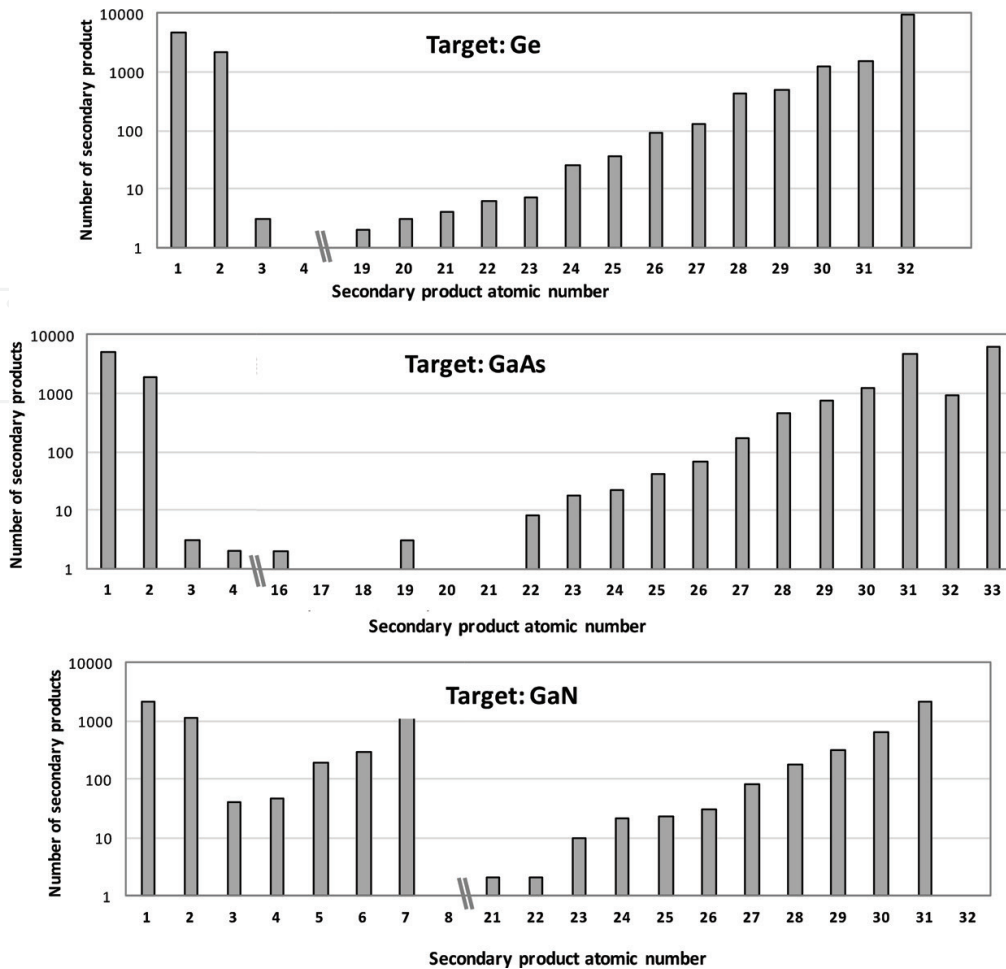 10000
Target: Ge
1000
100
10
1
Number of secondary product
1 2 3 4 19 20 21 22 23 24 25 26 27 28 29 30 31 32
Secondary product atomic number
10000
Target: GaAs
1000
100
10
1
Number of secondary products
1 2 3 4 16 17 18 19 20 21 22 23 24 25 26 27 28 29 30 31 32 33
Secondary product atomic number
10000
Target: GaN
1000
100
10
1
Number of secondary products
1 2 3 4 5 6 7 8 21 22 23 24 25 26 27 28 29 30 31 32
Secondary product atomic number